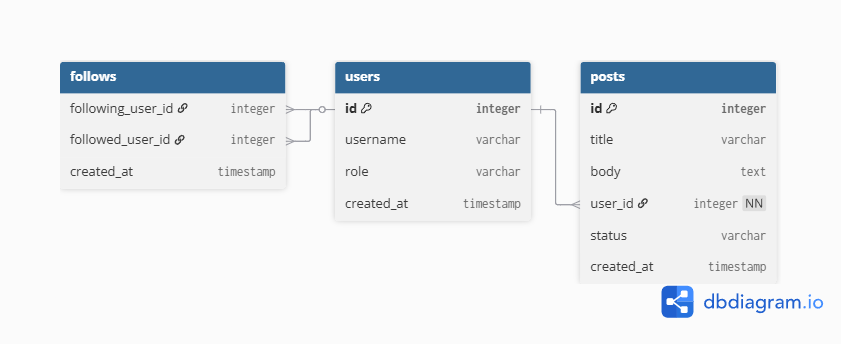 follows
following_user_id integer
followed_user_id integer
created_at timestamp
users
id integer
username varchar
role varchar
created_at timestamp
posts
id integer
title varchar
body text
user_id integer NN
status varchar
created_at timestamp
dbdiagram.io